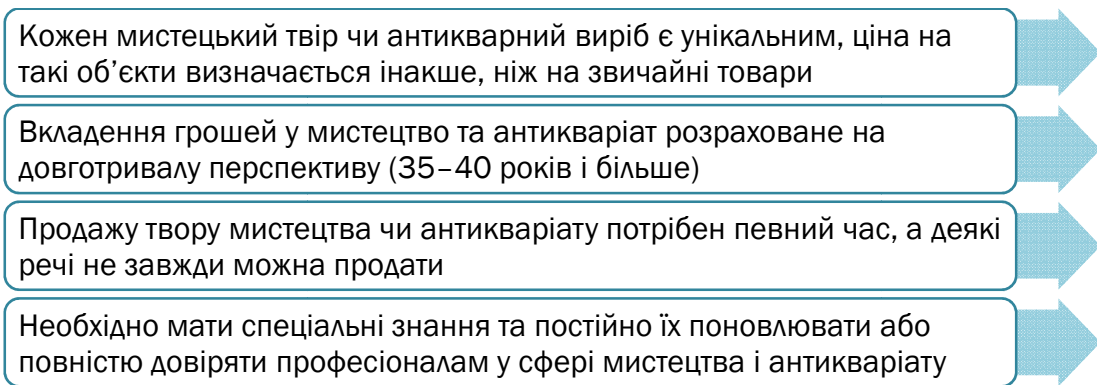 Кожен мистецький твір чи антикварний виріб є унікальним, ціна на
такі об’єкти визначається інакше, ніж на звичайні товари
Вкладення грошей у мистецтво та антикваріат розраховане на
довготривалу перспективу (35–40 років і більше)
Продажу твору мистецтва чи антикваріату потрібен певний час, а деякі
речі не завжди можна продати
Необхідно мати спеціальні знання та постійно їх поновлювати або
повністю довіряти професіоналам у сфері мистецтва і антикваріату